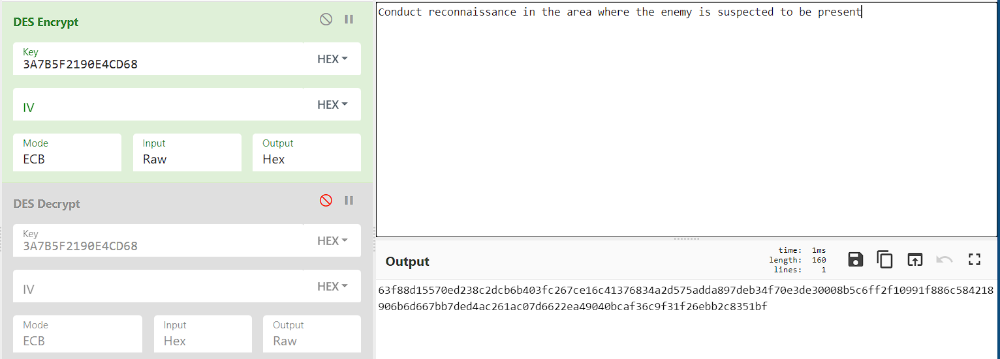 DES Encrypt
Key
3A7B5F2190E4CD68
HEX
IV
HEX
Mode
ECB
Input
Raw
Output
Hex
DES Decrypt
Key
3A7B5F2190E4CD68
HEX
IV
HEX
Mode
ECB
Input
Hex
Output
Raw
Conduct reconnaissance in the area where the enemy is suspected to be present
Output
time: 1ms
length: 160
lines: 1
63f88d15570ed238c2dcb6b403fc267ce16c41376834a2d575adda897deb34f70e3de30008b5c6ff2f10991f886c584218
906b6d667bb7ded4ac261ac07d6622ea49040bcaf36c9f31f26ebb2c8351bf